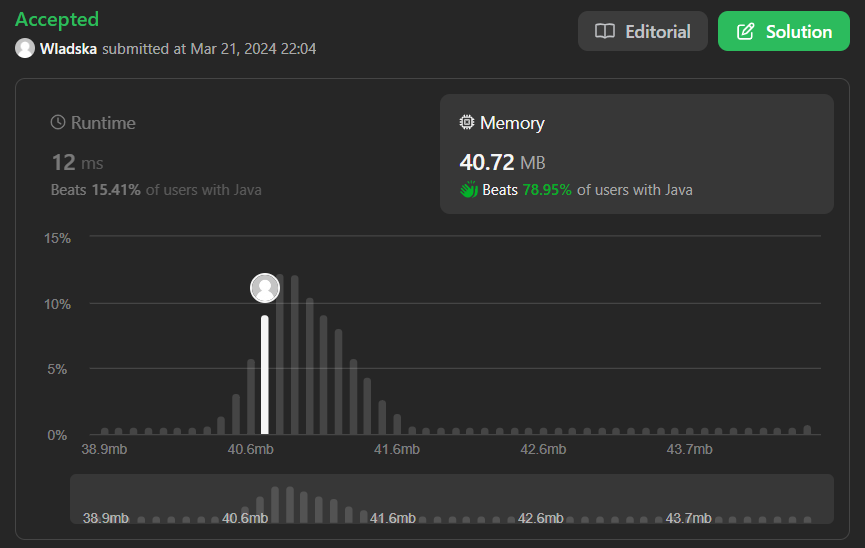 Accepted
Wladska submitted at Mar 21, 2024 22:04
Editorial
Solution
Runtime
12 ms
Beats 15.41% of users with Java
Memory
40.72 MB
Beats 78.95% of users with Java
15%
10%
5%
0%
38.9mb 40.6mb 41.6mb 42.6mb 43.7mb
38.9mb 40.6mb 41.6mb 42.6mb 43.7mb